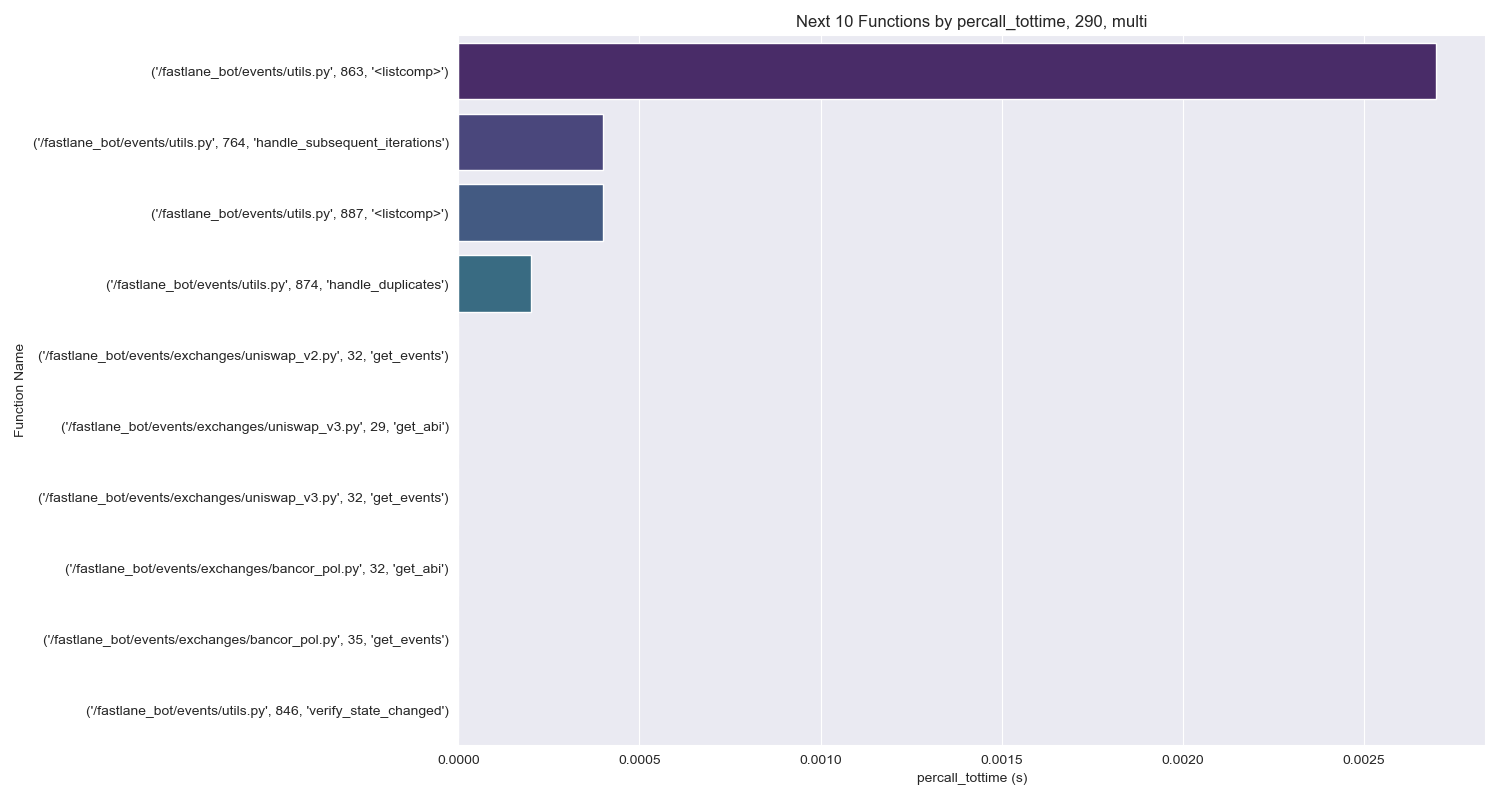 Next 10 Functions by percall_tottime, 290, multi
('/fastlane_bot/events/utils.py', 863, '<listcomp>')
('/fastlane_bot/events/utils.py', 764, 'handle_subsequent_iterations')
('/fastlane_bot/events/utils.py', 887, '<listcomp>')
('/fastlane_bot/events/utils.py', 874, 'handle_duplicates')
('/fastlane_bot/events/exchanges/uniswap_v2.py', 32, 'get_events')
('/fastlane_bot/events/exchanges/uniswap_v3.py', 29, 'get_abi')
('/fastlane_bot/events/exchanges/uniswap_v3.py', 32, 'get_events')
('/fastlane_bot/events/exchanges/bancor_pol.py', 32, 'get_abi')
('/fastlane_bot/events/exchanges/bancor_pol.py', 35, 'get_events')
('/fastlane_bot/events/utils.py', 846, 'verify_state_changed')
Function Name
0.0000 0.0005 0.0010 0.0015 0.0020 0.0025
percall_tottime (s)